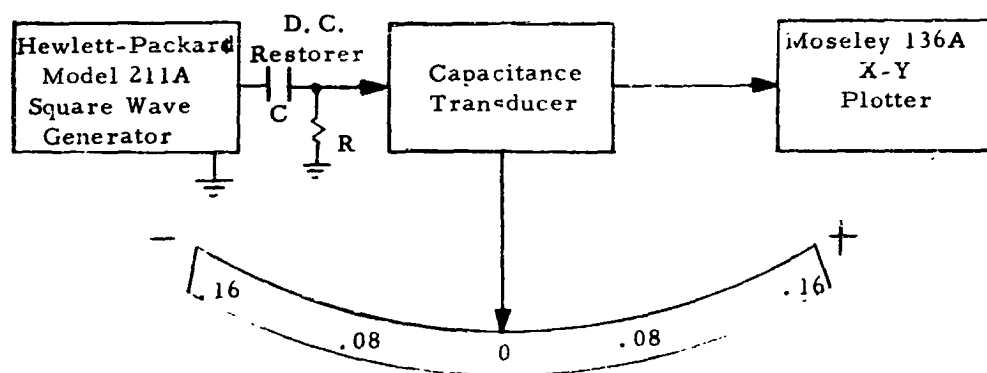 Hewlett-Packard
Model 211A
Square Wave
Generator
D. C.
Restorer
C
R
Capacitance
Transducer
Moseley 136A
X-Y
Plotter
− +
.16 .08 0 .08 .16